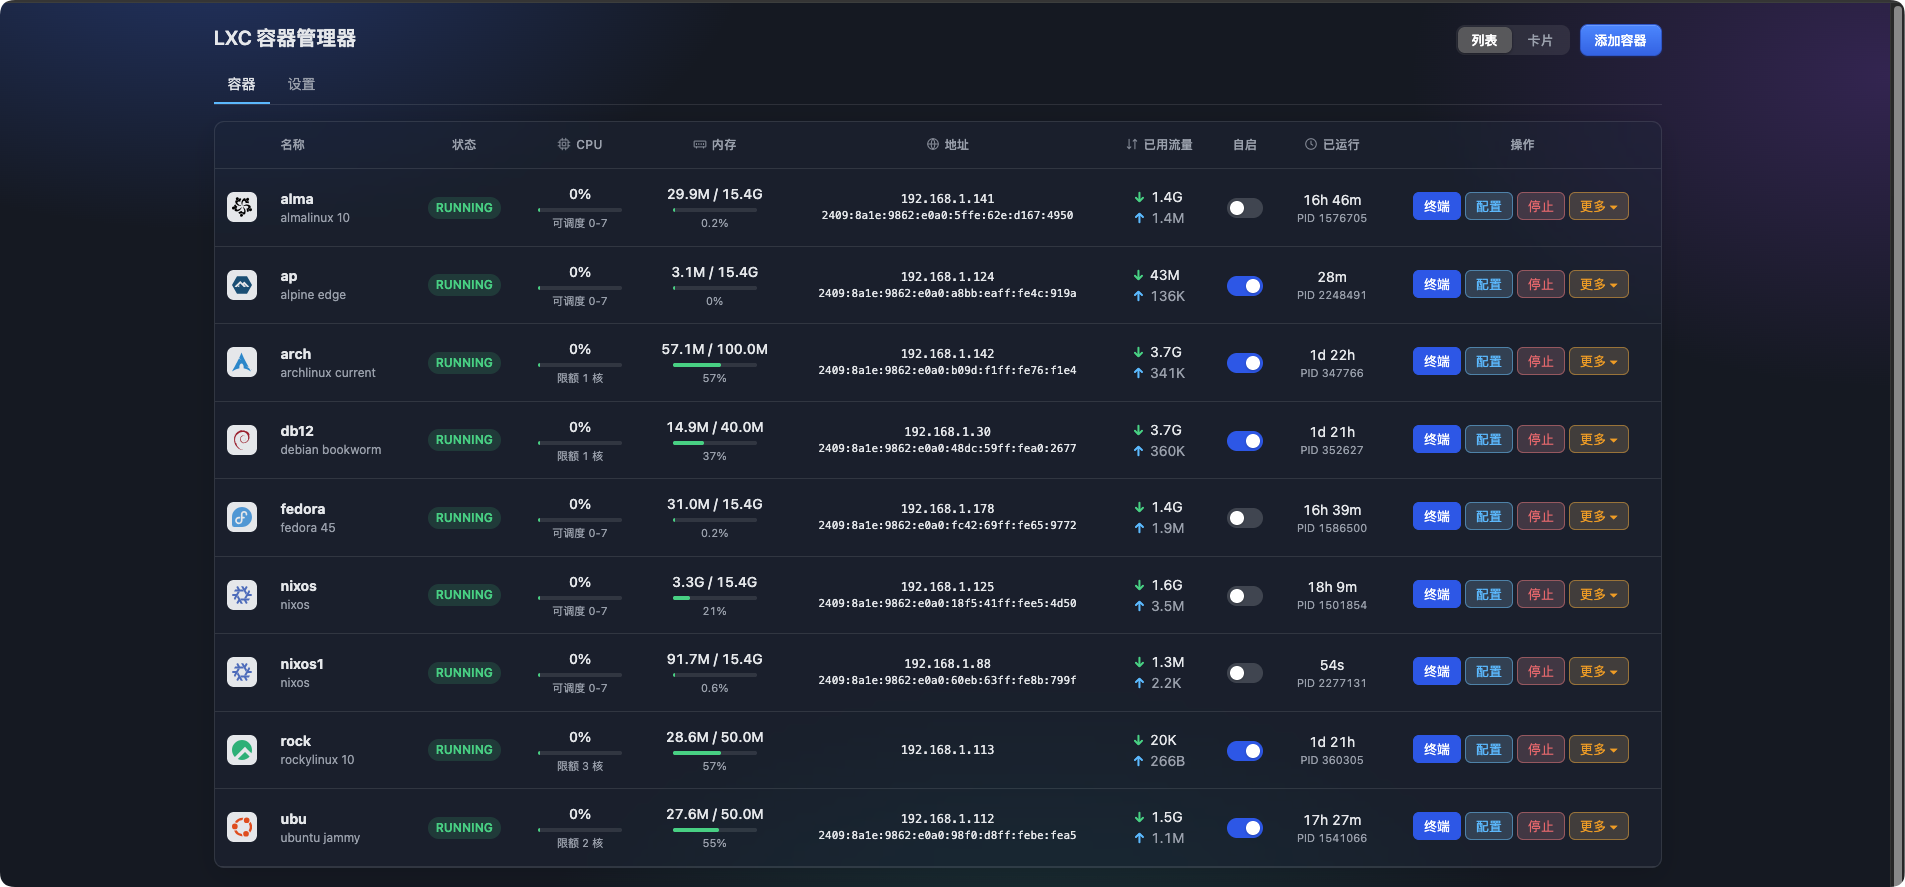 LXC 容器管理器
列表 卡片 添加容器
容器 设置
名称 状态 CPU 内存 地址 已用流量 自启 已运行 操作
alma
almalinux 10
RUNNING
0%
可调度 0-7
29.9M / 15.4G
0.2%
192.168.1.141
2409:8a1e:9862:e0a0:5ffe:62e:d167:4950
1.4G
1.4M
16h 46m
PID 1576705
终端 配置 停止 更多
ap
alpine edge
RUNNING
0%
可调度 0-7
3.1M / 15.4G
0%
192.168.1.124
2409:8a1e:9862:e0a0:a8bb:eaff:fe4c:919a
43M
136K
28m
PID 2248491
终端 配置 停止 更多
arch
archlinux current
RUNNING
0%
限额 1 核
57.1M / 100.0M
57%
192.168.1.142
2409:8a1e:9862:e0a0:b09d:f1ff:fe76:f1e4
3.7G
341K
1d 22h
PID 347766
终端 配置 停止 更多
db12
debian bookworm
RUNNING
0%
限额 1 核
14.9M / 40.0M
37%
192.168.1.30
2409:8a1e:9862:e0a0:48dc:59ff:fea0:2677
3.7G
360K
1d 21h
PID 352627
终端 配置 停止 更多
fedora
fedora 45
RUNNING
0%
可调度 0-7
31.0M / 15.4G
0.2%
192.168.1.178
2409:8a1e:9862:e0a0:fc42:69ff:fe65:9772
1.4G
1.9M
16h 39m
PID 1586500
终端 配置 停止 更多
nixos
nixos
RUNNING
0%
可调度 0-7
3.3G / 15.4G
21%
192.168.1.125
2409:8a1e:9862:e0a0:18f5:41ff:fee5:4d50
1.6G
3.5M
18h 9m
PID 1501854
终端 配置 停止 更多
nixos1
nixos
RUNNING
0%
可调度 0-7
91.7M / 15.4G
0.6%
192.168.1.88
2409:8a1e:9862:e0a0:60eb:63ff:fe8b:799f
1.3M
2.2K
54s
PID 2277131
终端 配置 停止 更多
rock
rockylinux 10
RUNNING
0%
限额 3 核
28.6M / 50.0M
57%
192.168.1.113
20K
266B
1d 21h
PID 360305
终端 配置 停止 更多
ubu
ubuntu jammy
RUNNING
0%
限额 2 核
27.6M / 50.0M
55%
192.168.1.112
2409:8a1e:9862:e0a0:98f0:d8ff:febe:fea5
1.5G
1.1M
17h 27m
PID 1541066
终端 配置 停止 更多